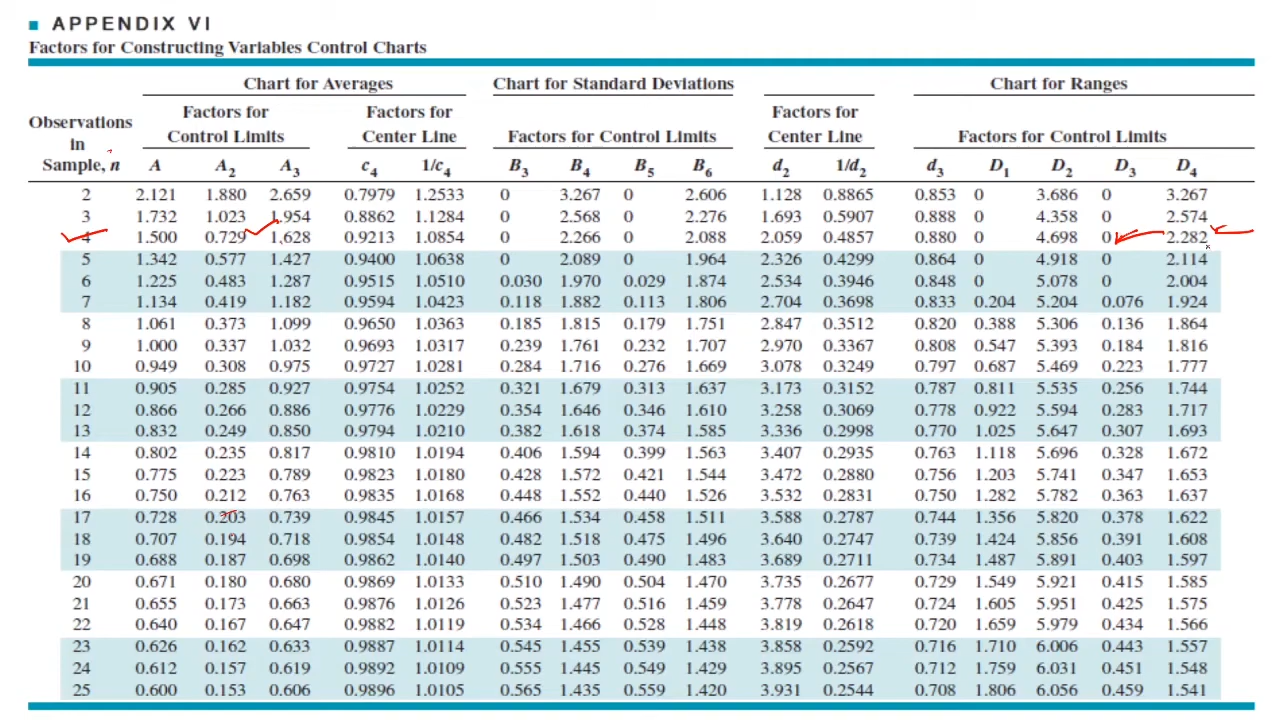 ■ APPENDIX VI
Factors for Constructing Variables Control Charts
Chart for Averages Chart for Standard Deviations Chart for Ranges
Observations in Sample, n
Factors for Control Limits
Factors for Center Line
Factors for Control Limits
Factors for Center Line
Factors for Control Limits
A A2 A3 c4 1/c4 B3 B4 B5 B6 d2 1/d2 d3 D1 D2 D3 D4
2 2.121 1.880 2.659 0.7979 1.2533 0 3.267 0 2.606 1.128 0.8865 0.853 0 3.686 0 3.267
3 1.732 1.023 1.954 0.8862 1.1284 0 2.568 0 2.276 1.693 0.5907 0.888 0 4.358 0 2.574
4 1.500 0.729 1.628 0.9213 1.0854 0 2.266 0 2.088 2.059 0.4857 0.880 0 4.698 0 2.282
5 1.342 0.577 1.427 0.9400 1.0638 0 2.089 0 1.964 2.326 0.4299 0.864 0 4.918 0 2.114
6 1.225 0.483 1.287 0.9515 1.0510 0.030 1.970 0.029 1.874 2.534 0.3946 0.848 0 5.078 0 2.004
7 1.134 0.419 1.182 0.9594 1.0423 0.118 1.882 0.113 1.806 2.704 0.3698 0.833 0.204 5.204 0.076 1.924
8 1.061 0.373 1.099 0.9650 1.0363 0.185 1.815 0.179 1.751 2.847 0.3512 0.820 0.388 5.306 0.136 1.864
9 1.000 0.337 1.032 0.9693 1.0317 0.239 1.761 0.232 1.707 2.970 0.3367 0.808 0.547 5.393 0.184 1.816
10 0.949 0.308 0.975 0.9727 1.0281 0.284 1.716 0.276 1.669 3.078 0.3249 0.797 0.687 5.469 0.223 1.777
11 0.905 0.285 0.927 0.9754 1.0252 0.321 1.679 0.313 1.637 3.173 0.3152 0.787 0.811 5.535 0.256 1.744
12 0.866 0.266 0.886 0.9776 1.0229 0.354 1.646 0.346 1.610 3.258 0.3069 0.778 0.922 5.594 0.283 1.717
13 0.832 0.249 0.850 0.9794 1.0210 0.382 1.618 0.374 1.585 3.336 0.2998 0.770 1.025 5.647 0.307 1.693
14 0.802 0.235 0.817 0.9810 1.0194 0.406 1.594 0.399 1.563 3.407 0.2935 0.763 1.118 5.696 0.328 1.672
15 0.775 0.223 0.789 0.9823 1.0180 0.428 1.572 0.421 1.544 3.472 0.2880 0.756 1.203 5.741 0.347 1.653
16 0.750 0.212 0.763 0.9835 1.0168 0.448 1.552 0.440 1.526 3.532 0.2831 0.750 1.282 5.782 0.363 1.637
17 0.728 0.203 0.739 0.9845 1.0157 0.466 1.534 0.458 1.511 3.588 0.2787 0.744 1.356 5.820 0.378 1.622
18 0.707 0.194 0.718 0.9854 1.0148 0.482 1.518 0.475 1.496 3.640 0.2747 0.739 1.424 5.856 0.391 1.608
19 0.688 0.187 0.698 0.9862 1.0140 0.497 1.503 0.490 1.483 3.689 0.2711 0.734 1.487 5.891 0.403 1.597
20 0.671 0.180 0.680 0.9869 1.0133 0.510 1.490 0.504 1.470 3.735 0.2677 0.729 1.549 5.921 0.415 1.585
21 0.655 0.173 0.663 0.9876 1.0126 0.523 1.477 0.516 1.459 3.778 0.2647 0.724 1.605 5.951 0.425 1.575
22 0.640 0.167 0.647 0.9882 1.0119 0.534 1.466 0.528 1.448 3.819 0.2618 0.720 1.659 5.979 0.434 1.566
23 0.626 0.162 0.633 0.9887 1.0114 0.545 1.455 0.539 1.438 3.858 0.2592 0.716 1.710 6.006 0.443 1.557
24 0.612 0.157 0.619 0.9892 1.0109 0.555 1.445 0.549 1.429 3.895 0.2567 0.712 1.759 6.031 0.451 1.548
25 0.600 0.153 0.606 0.9896 1.0105 0.565 1.435 0.559 1.420 3.931 0.2544 0.708 1.806 6.056 0.459 1.541